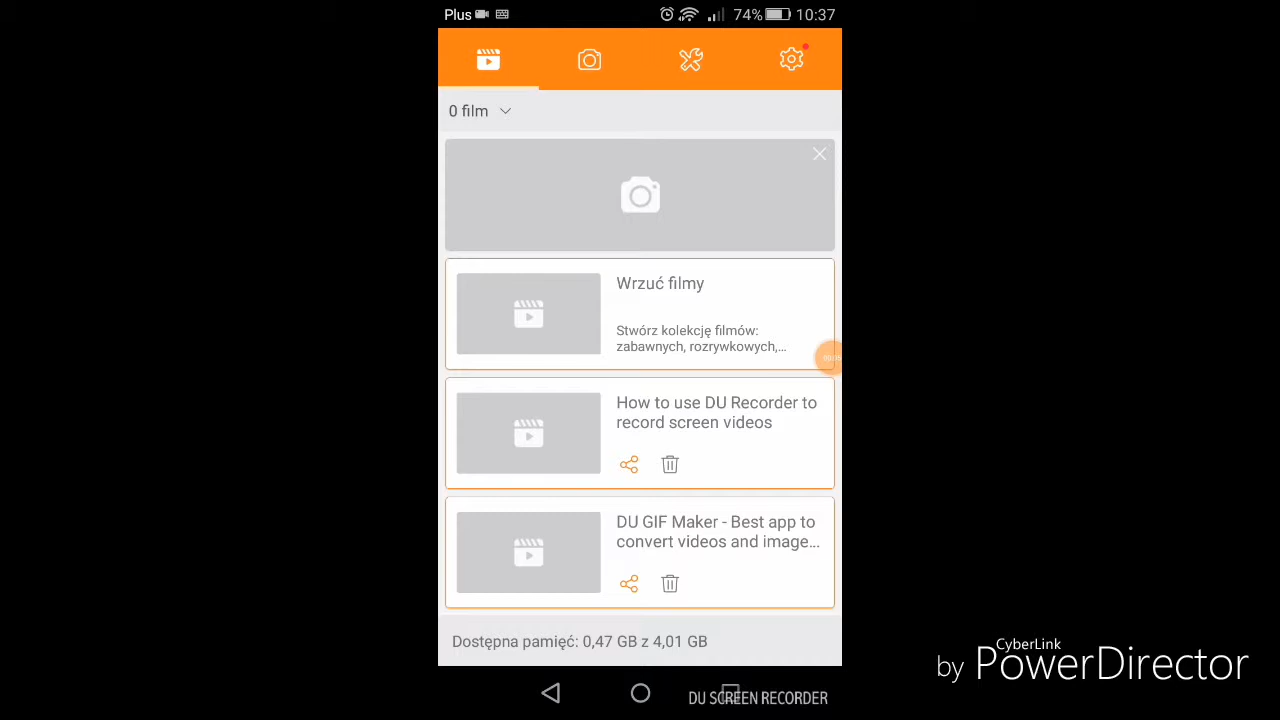 Plus 74% 10:37
0 film
Wrzuć filmy
Stwórz kolekcję filmów:
zabawnych, rozrywkowych,...
How to use DU Recorder to
record screen videos
DU GIF Maker - Best app to
convert videos and image...
Dostępna pamięć: 0,47 GB z 4,01 GB
DU SCREEN RECORDER
CyberLink
by PowerDirector